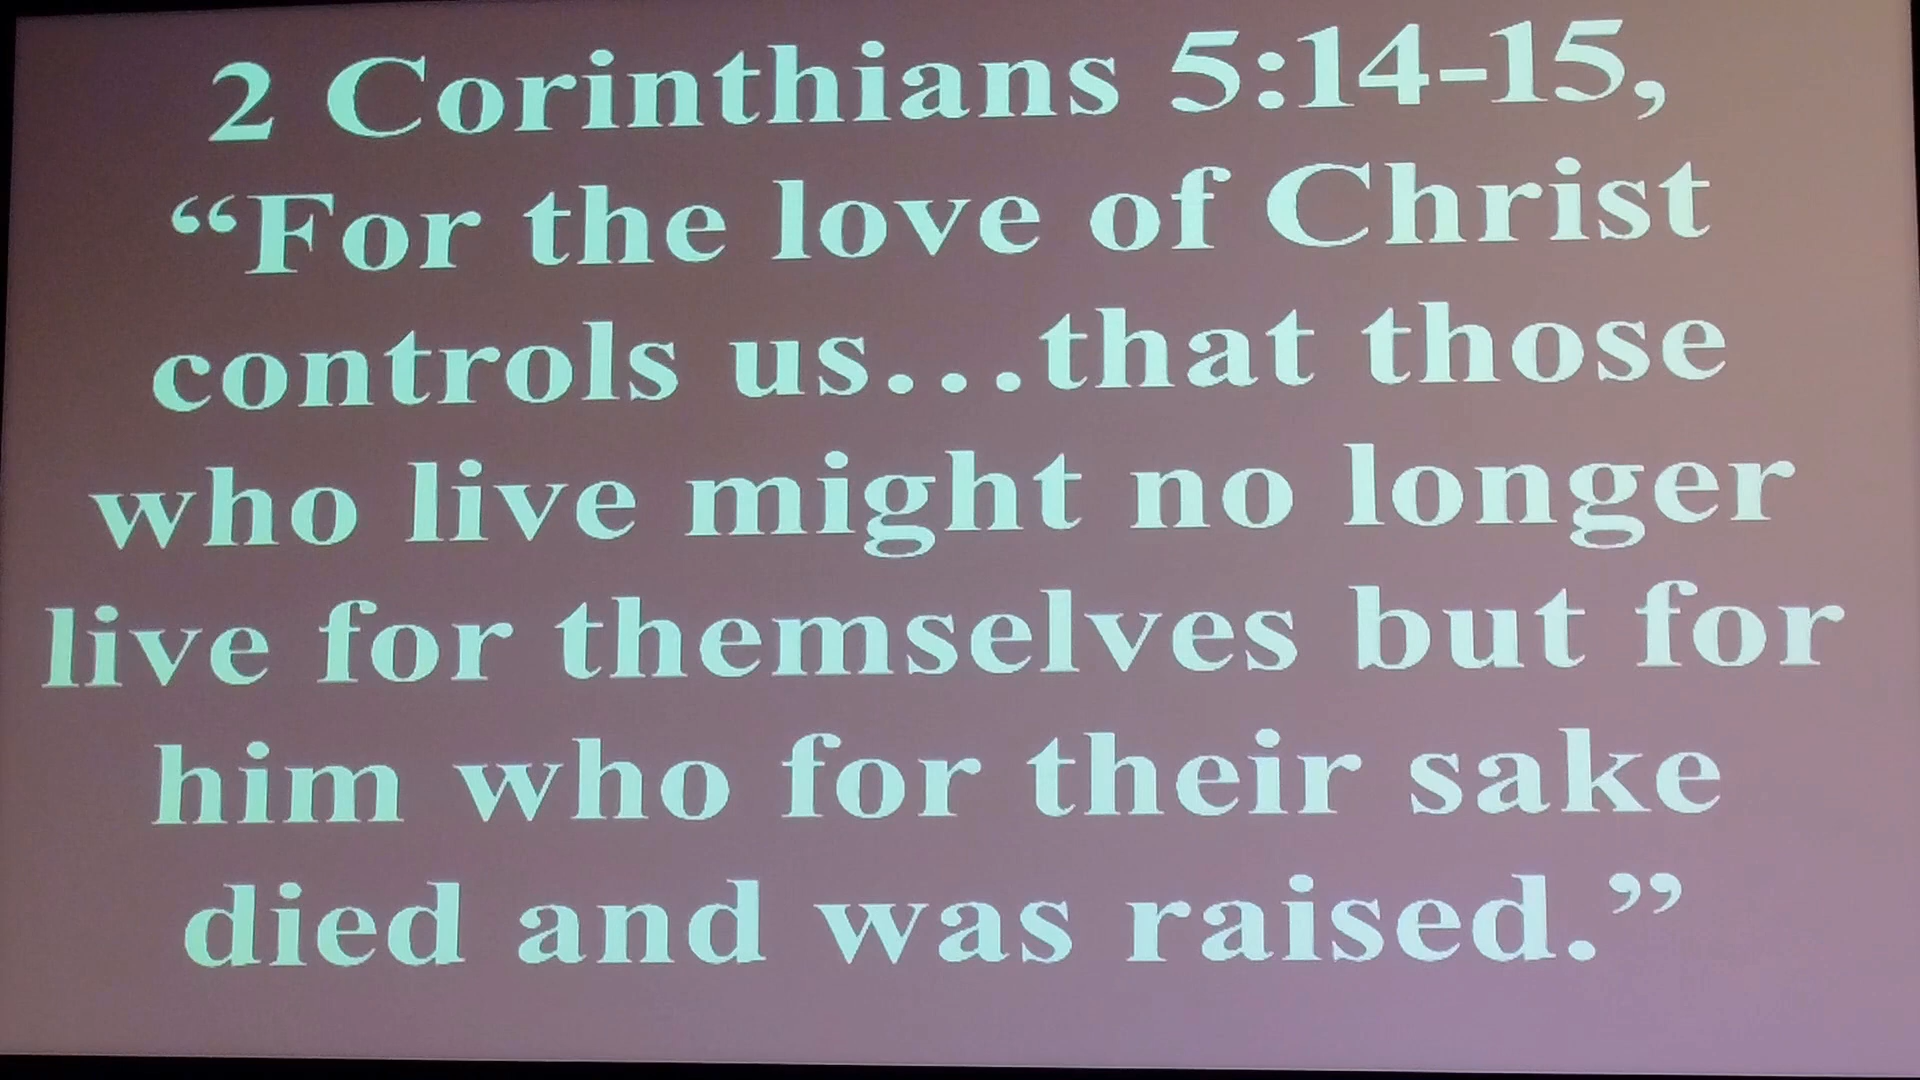 2 Corinthians 5:14-15,
“For the love of Christ
controls us...that those
who live might no longer
live for themselves but for
him who for their sake
died and was raised.”